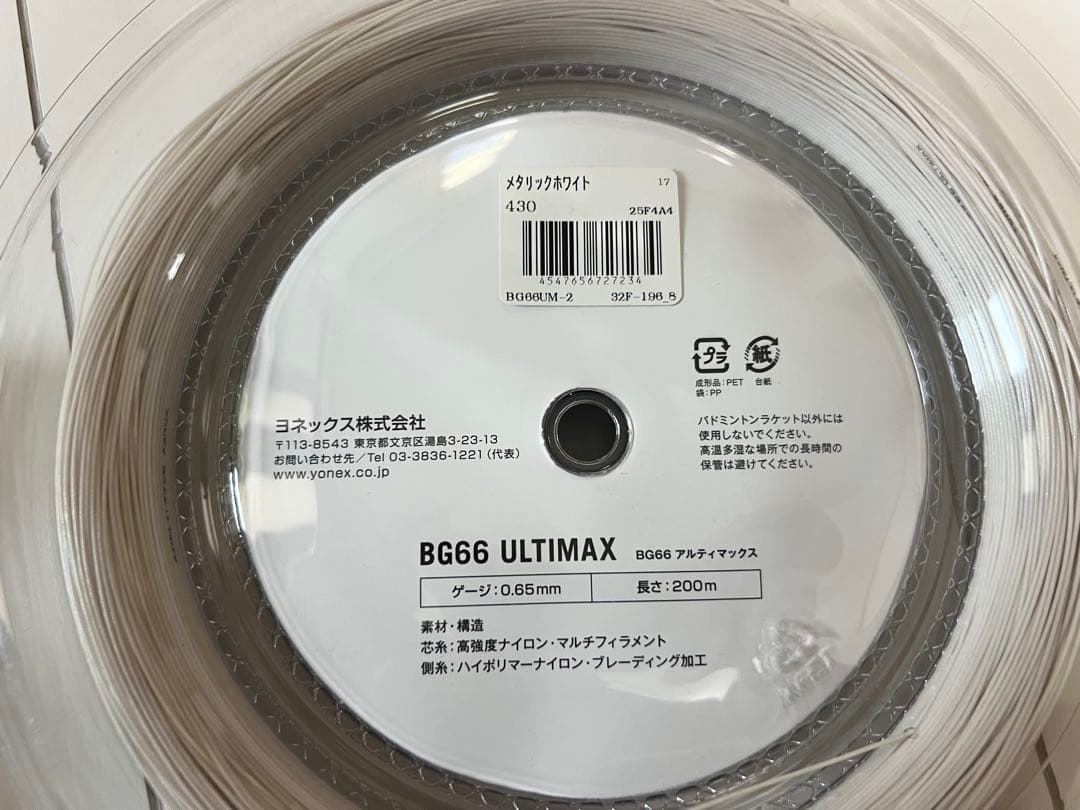 メタリックホワイト 17
430 25F4A4
4547656727234
BG66UM-2 32F-196_8
プラ 紙
成形品:PET 台紙
袋:PP
ヨネックス株式会社
〒113-8543 東京都文京区湯島3-23-13
お問い合わせ先/Tel 03-3836-1221(代表)
www.yonex.co.jp
バドミントンラケット以外には
使用しないでください。
高温多湿な場所での長時間の
保管は避けてください。
BG66 ULTIMAX BG66 アルティマックス
ゲージ:0.65mm 長さ:200m
素材・構造
芯糸:高強度ナイロン・マルチフィラメント
側糸:ハイポリマーナイロン・ブレーディング加工